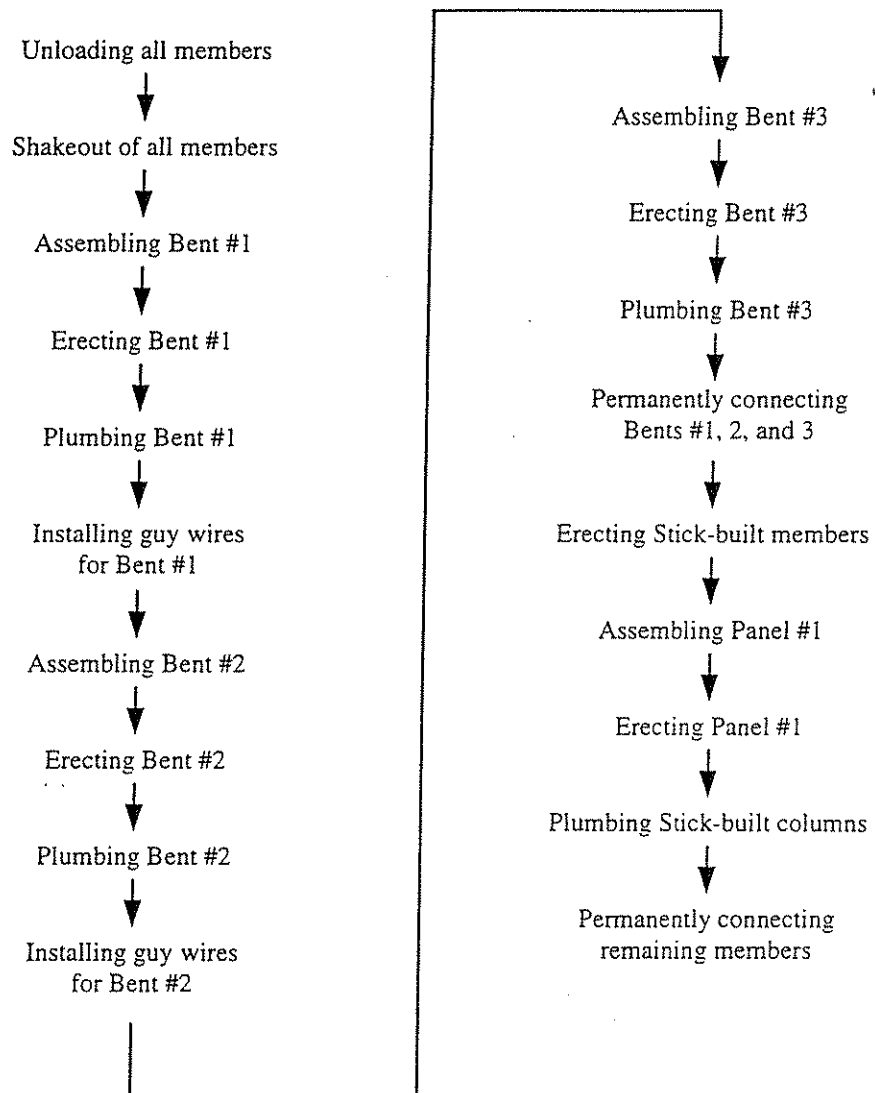 Unloading all members
Shakeout of all members
Assembling Bent #1
Erecting Bent #1
Plumbing Bent #1
Installing guy wires
for Bent #1
Assembling Bent #2
Erecting Bent #2
Plumbing Bent #2
Installing guy wires
for Bent #2
Assembling Bent #3
Erecting Bent #3
Plumbing Bent #3
Permanently connecting
Bents #1, 2, and 3
Erecting Stick-built members
Assembling Panel #1
Erecting Panel #1
Plumbing Stick-built columns
Permanently connecting
remaining members